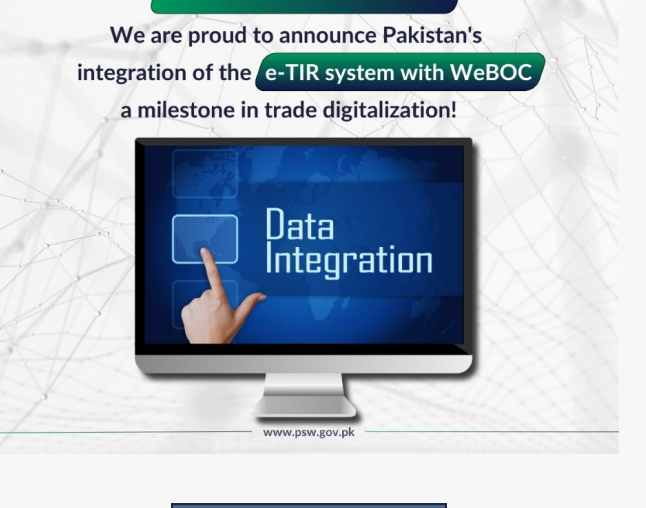 We are proud to announce Pakistan's
integration of the e-TIR system with WeBOC
a milestone in trade digitalization!
Data
Integration
www.psw.gov.pk